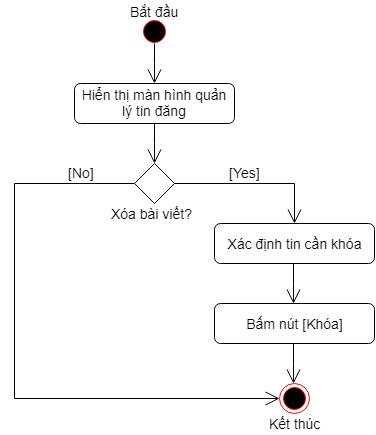 Bắt đầu
Hiển thị màn hình quản
lý tin đăng
[No]
[Yes]
Xóa bài viết?
Xác định tin cần khóa
Bấm nút [Khóa]
Kết thúc